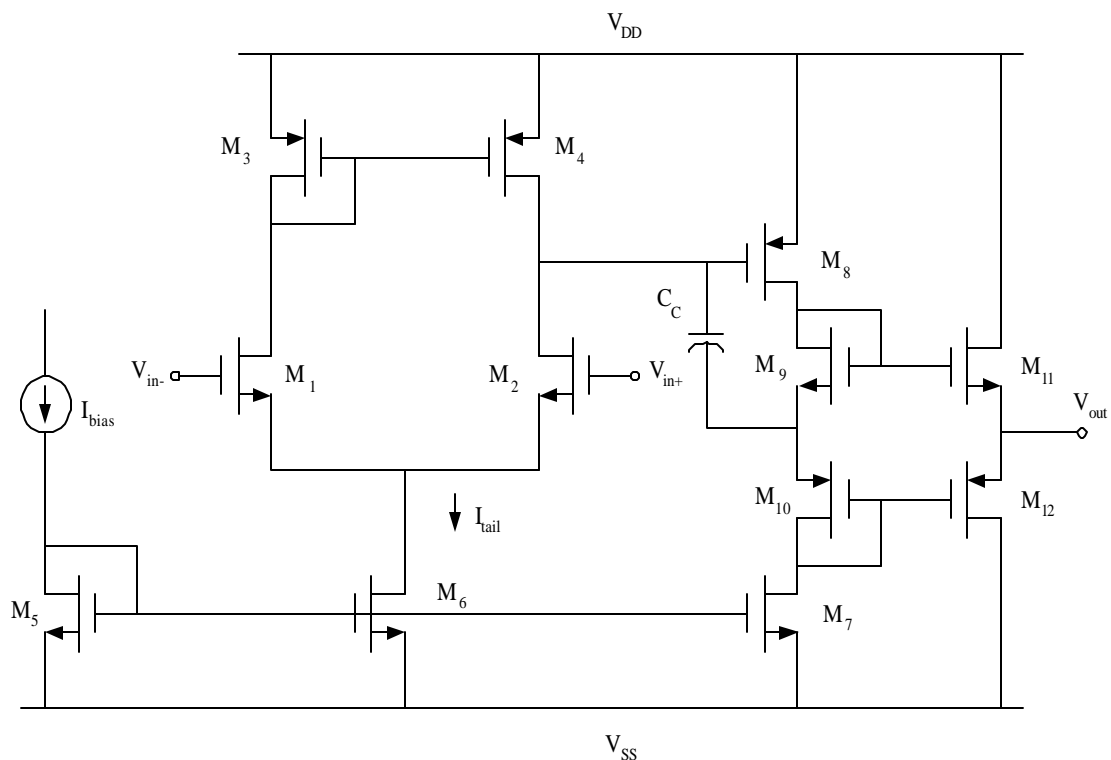 V_DD
M_3
M_4
M_8
C_C
V_in-
M_1
M_2
V_in+
M_9
M_11
I_bias
V_out
M_10
M_12
I_tail
M_5
M_6
M_7
V_SS